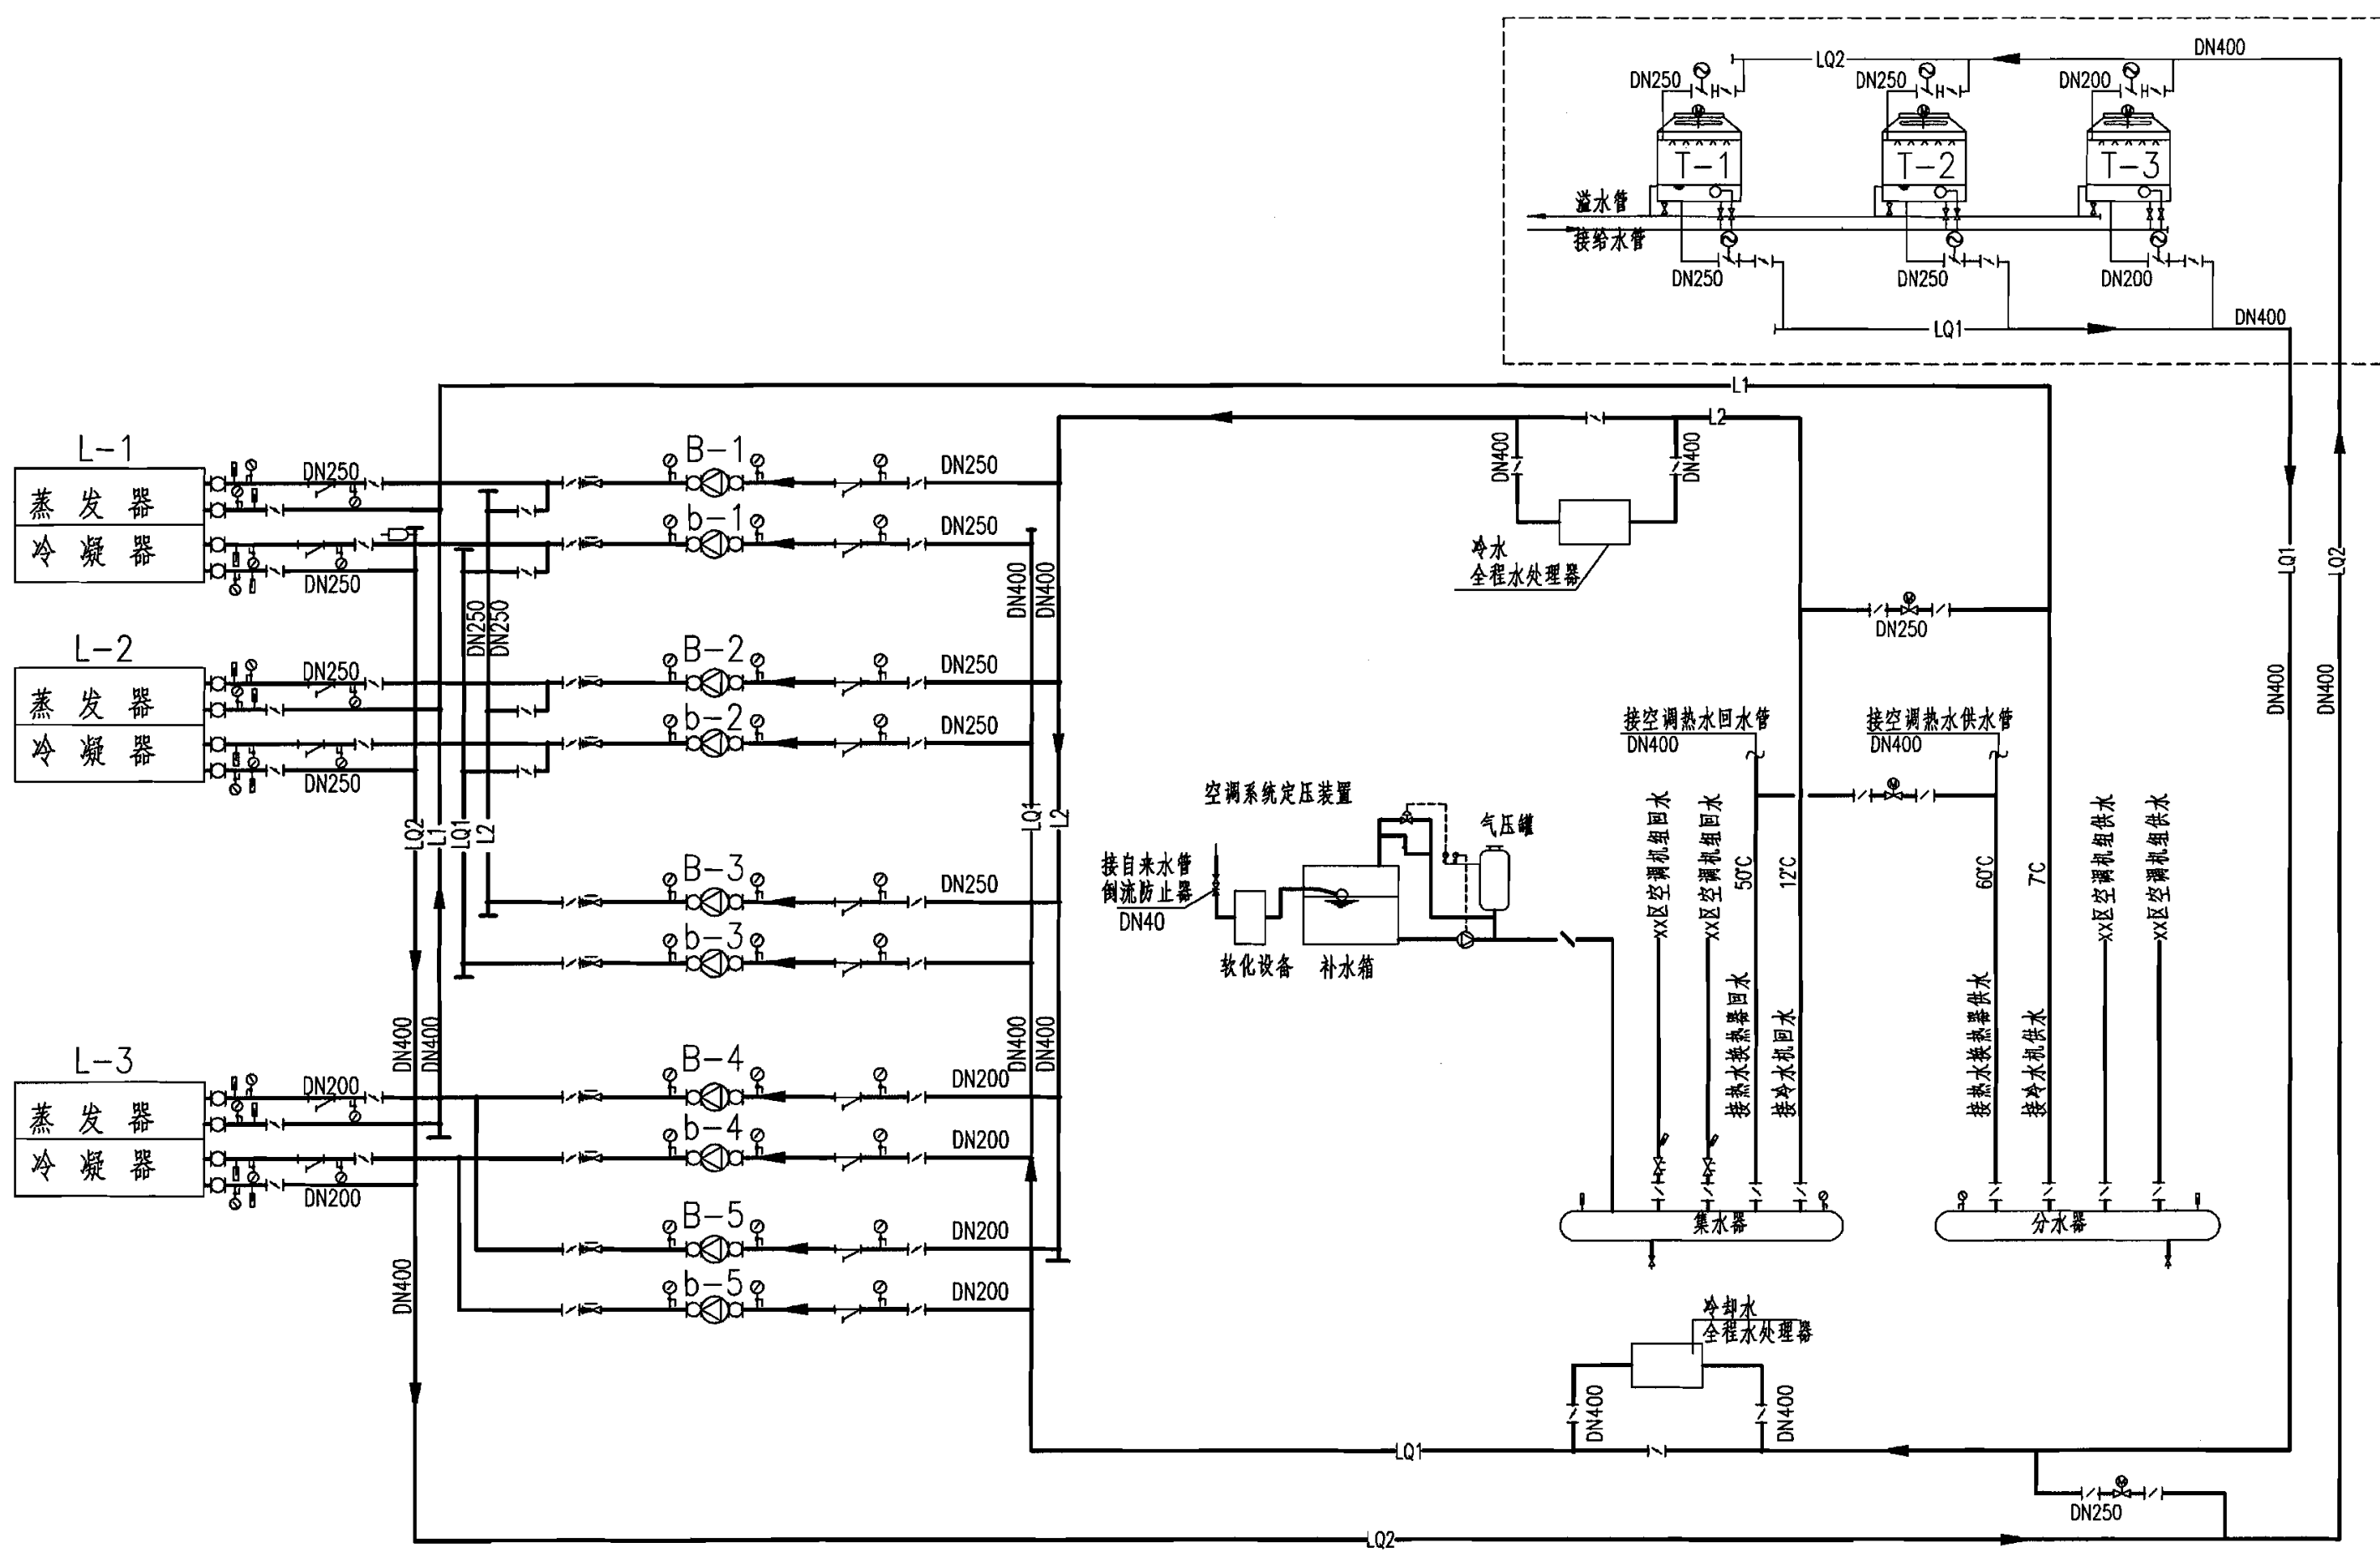 DN400
LQ2
DN250
DN250
DN200
T-1
T-2
T-3
溢水管
接给水管
DN250
DN250
DN200
LQ1
DN400
L1
L2
L-1
蒸发器
冷凝器
DN250
DN250
B-1
DN250
b-1
DN250
DN400
DN400
冷水
全程水处理器
DN250
DN250
DN400
DN400
LQ1
LQ2
DN250
L-2
蒸发器
冷凝器
DN250
DN250
B-2
DN250
b-2
DN250
DN400
DN400
接空调热水回水管
DN400
接空调热水供水管
DN400
空调系统定压装置
气压罐
接自来水管
倒流防止器
DN40
软化设备
补水箱
LQ2
L1
LQ1
L2
LQ1
L2
B-3
DN250
b-3
xx区空调机组回水
xx区空调机组回水
50℃
12℃
60℃
7℃
xx区空调机组供水
xx区空调机组供水
接热水换热器回水
接冷水机回水
接热水换热器供水
接冷水机供水
DN400
DN400
DN400
DN400
L-3
蒸发器
冷凝器
DN200
DN200
B-4
DN200
b-4
DN200
B-5
DN200
b-5
DN200
DN400
集水器
分水器
冷却水
全程水处理器
DN400
DN400
LQ1
DN250
LQ2